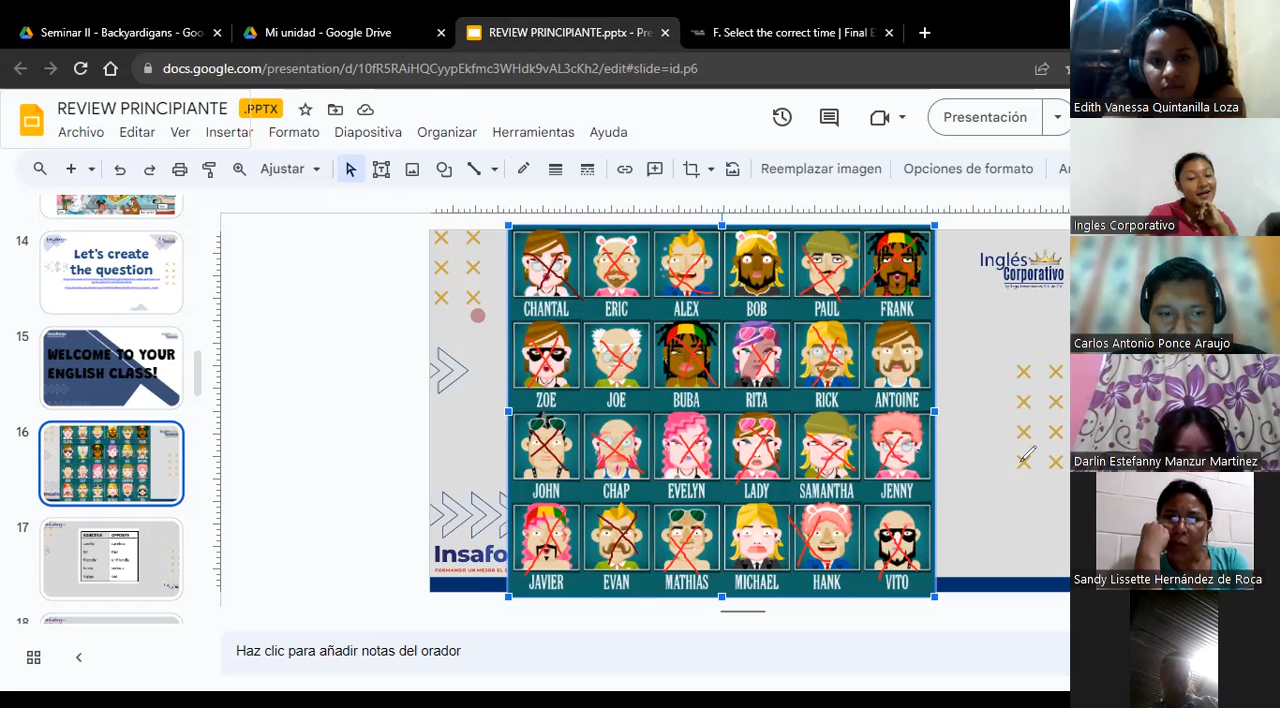 Seminar II - Backyardigans - Goo
Mi unidad - Google Drive
REVIEW PRINCIPIANTE.pptx - Pre
F. Select the correct time | Final E
docs.google.com/presentation/d/10fR5RAiHQCyypEkfmc3WHdk9vAL3cKh2/edit#slide=id.p6
REVIEW PRINCIPIANTE
.PPTX
Archivo Editar Ver Insertar Formato Diapositiva Organizar Herramientas Ayuda
Presentación
Ajustar
Reemplazar imagen
Opciones de formato
14
Let's create
the question
15
WELCOME TO YOUR
ENGLISH CLASS!
16
17
18
CHANTAL ERIC ALEX BOB PAUL FRANK
ZOE JOE BUBA RITA RICK ANTOINE
JOHN CHAP EVELYN LADY SAMANTHA JENNY
JAVIER EVAN MATHIAS MICHAEL HANK VITO
Inglés
Corporativo
Insafo
Haz clic para añadir notas del orador
Edith Vanessa Quintanilla Loza
Ingles Corporativo
Carlos Antonio Ponce Araujo
Darlin Estefanny Manzur Martinez
Sandy Lissette Hernández de Roca